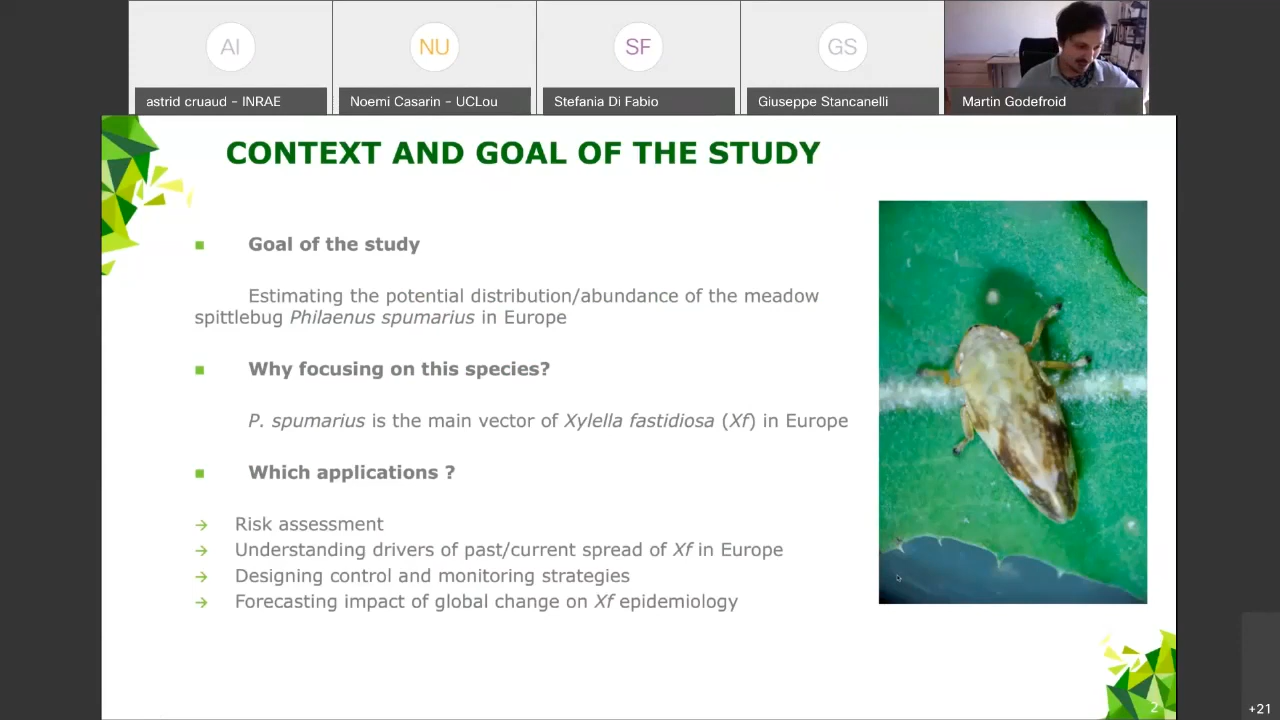 AI
NU
SF
GS
astrid cruaud - INRAE
Noemi Casarin - UCLou
Stefania Di Fabio
Giuseppe Stancanelli
Martin Godefroid
CONTEXT AND GOAL OF THE STUDY
Goal of the study
Estimating the potential distribution/abundance of the meadow
spittlebug Philaenus spumarius in Europe
Why focusing on this species?
P. spumarius is the main vector of Xylella fastidiosa (Xf) in Europe
Which applications ?
→ Risk assessment
→ Understanding drivers of past/current spread of Xf in Europe
→ Designing control and monitoring strategies
→ Forecasting impact of global change on Xf epidemiology
2
+21